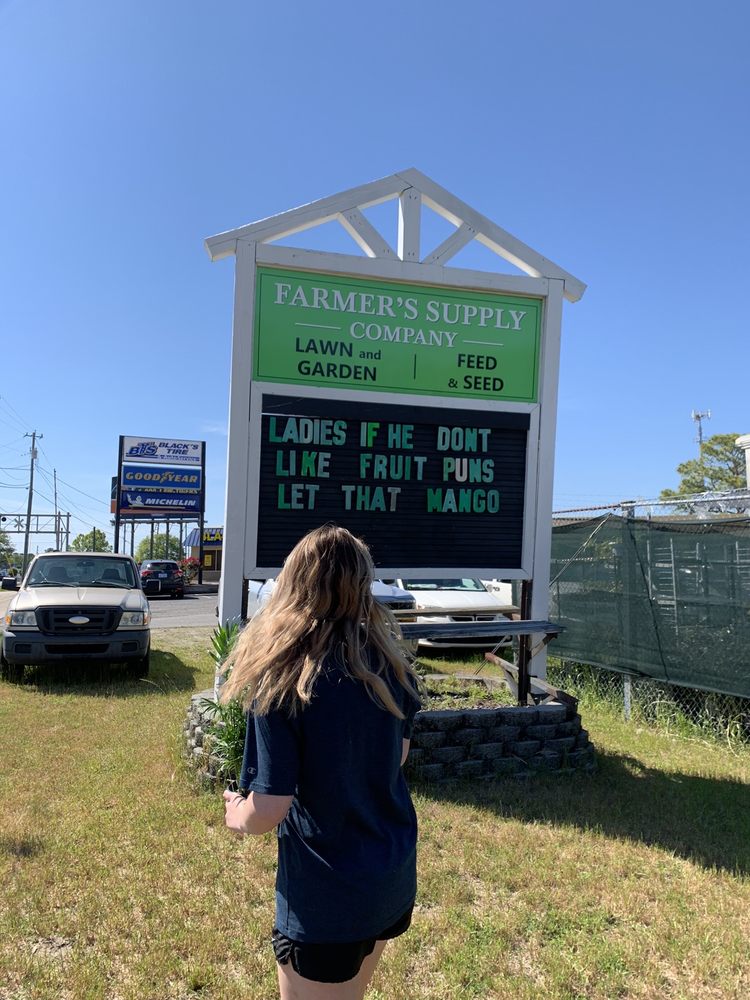 FARMER'S SUPPLY
COMPANY
LAWN and
GARDEN
FEED
& SEED
LADIES IF HE DONT
LIKE FRUIT PUNS
LET THAT MANGO
BTS BLACK'S
TIRE
GOODYEAR
MICHELIN